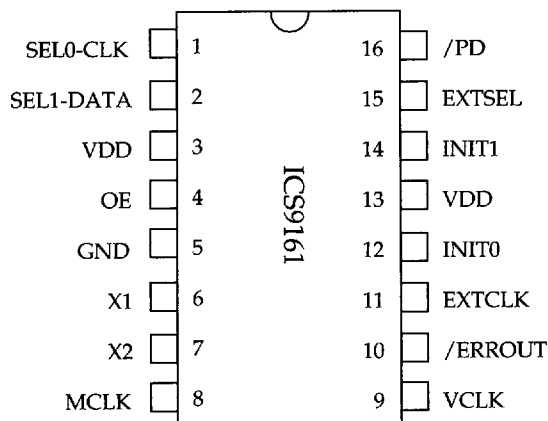 SEL0-CLK 1 16 /PD
SEL1-DATA 2 15 EXTSEL
VDD 3 14 INIT1
OE 4 13 VDD
GND 5 12 INIT0
X1 6 11 EXTCLK
X2 7 10 /ERROUT
MCLK 8 9 VCLK
ICS9161